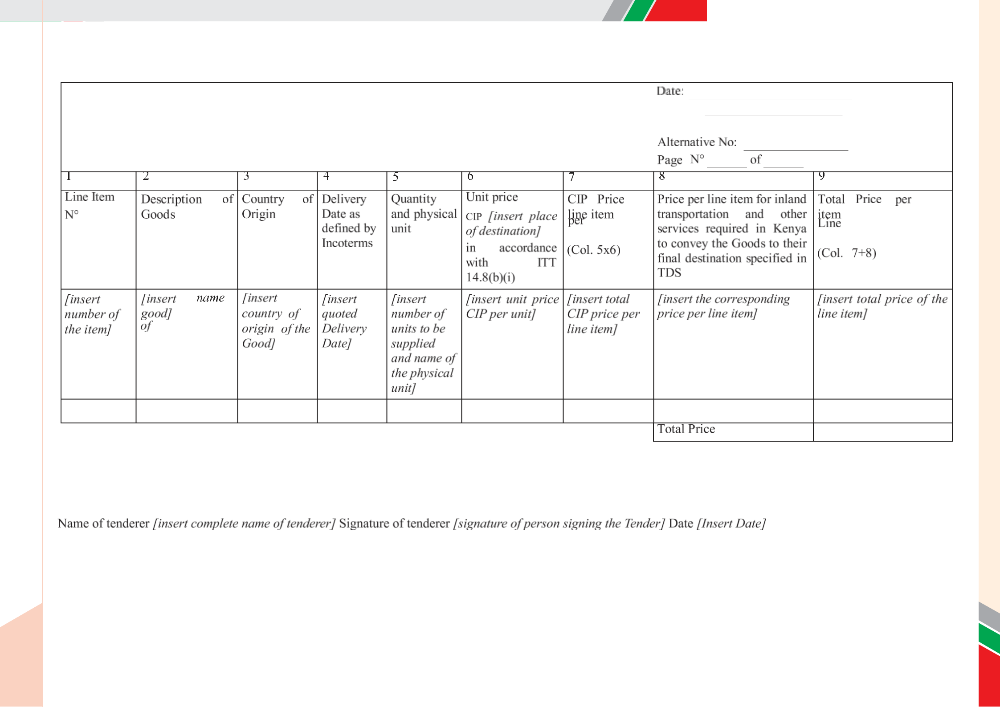 Date:
Alternative No:
Page N° of
1 2 3 4 5 6 7 8 9
Line Item
N°
Description of
Goods
Country of
Origin
Delivery
Date as
defined by
Incoterms
Quantity
and physical
unit
Unit price
CIP [insert place
of destination]
in accordance
with ITT
14.8(b)(i)
CIP Price
line item
per
(Col. 5x6)
Price per line item for inland
transportation and other
services required in Kenya
to convey the Goods to their
final destination specified in
TDS
Total Price per
item
Line
(Col. 7+8)
[insert
number of
the item]
[insert name
good]
of
[insert
country of
origin of the
Good]
[insert
quoted
Delivery
Date]
[insert
number of
units to be
supplied
and name of
the physical
unit]
[insert unit price
CIP per unit]
[insert total
CIP price per
line item]
[insert the corresponding
price per line item]
[insert total price of the
line item]
Total Price
Name of tenderer [insert complete name of tenderer] Signature of tenderer [signature of person signing the Tender] Date [Insert Date]